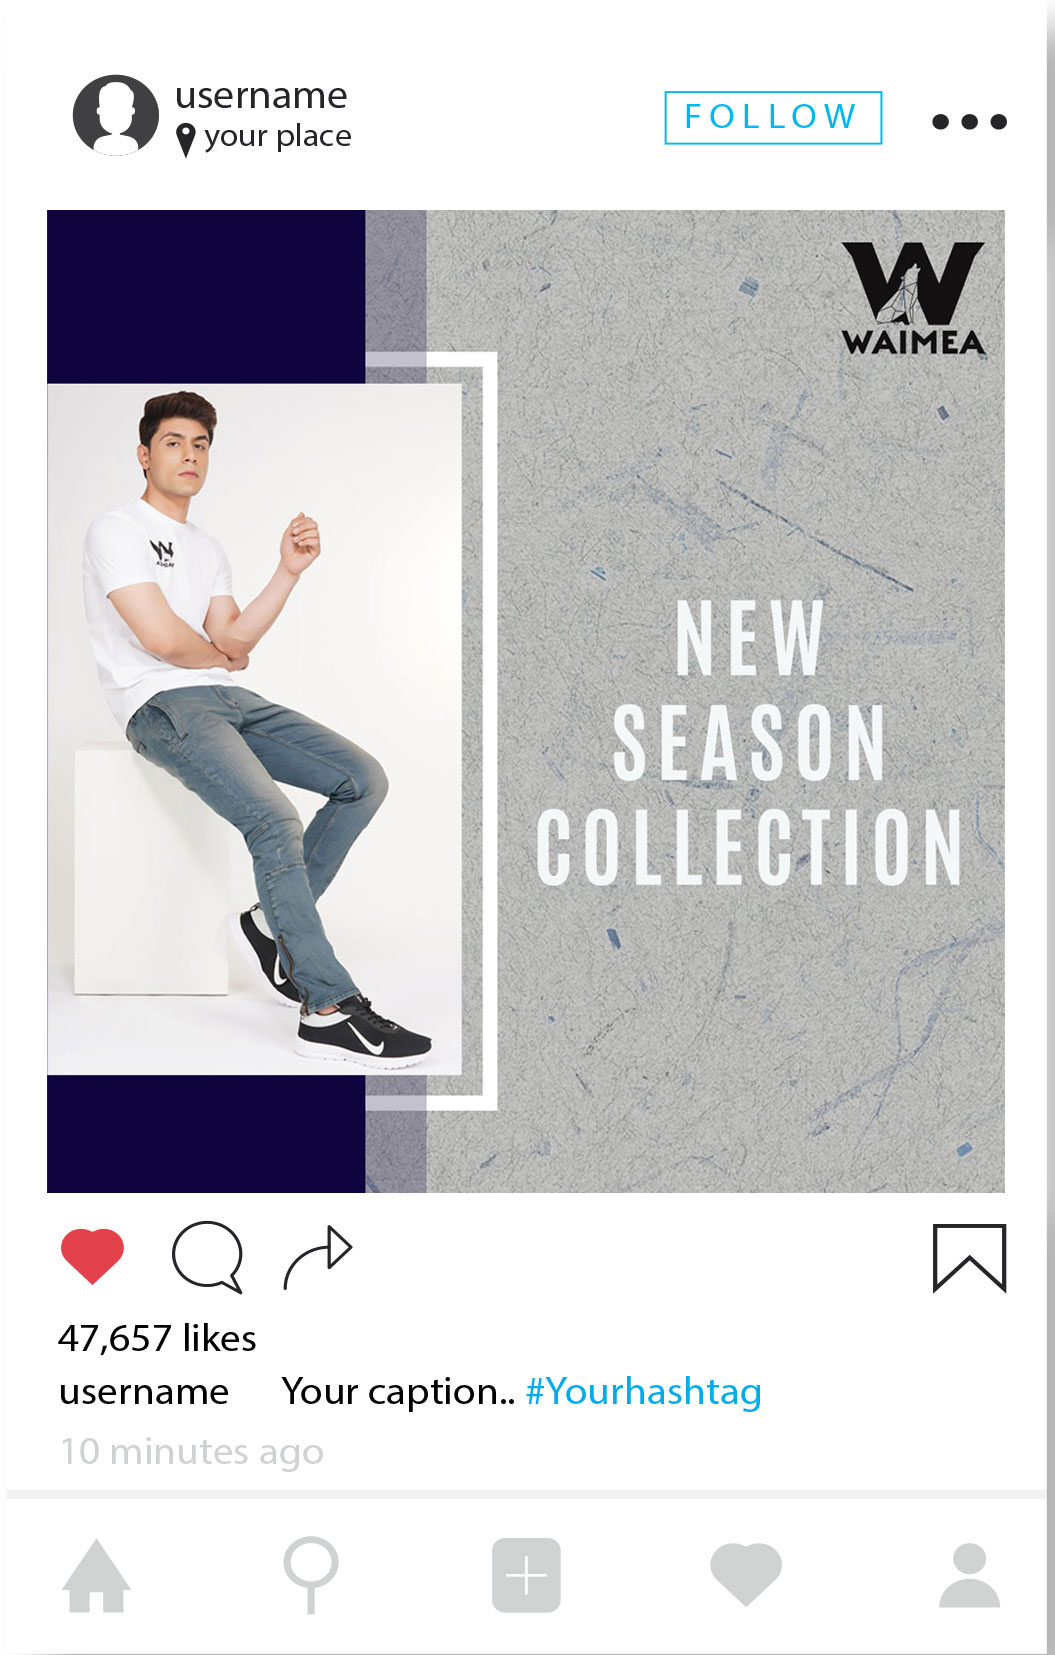 username
your place
FOLLOW
W
WAIMEA
W
NEW
SEASON
COLLECTION
47,657 likes
username Your caption.. #Yourhashtag
10 minutes ago